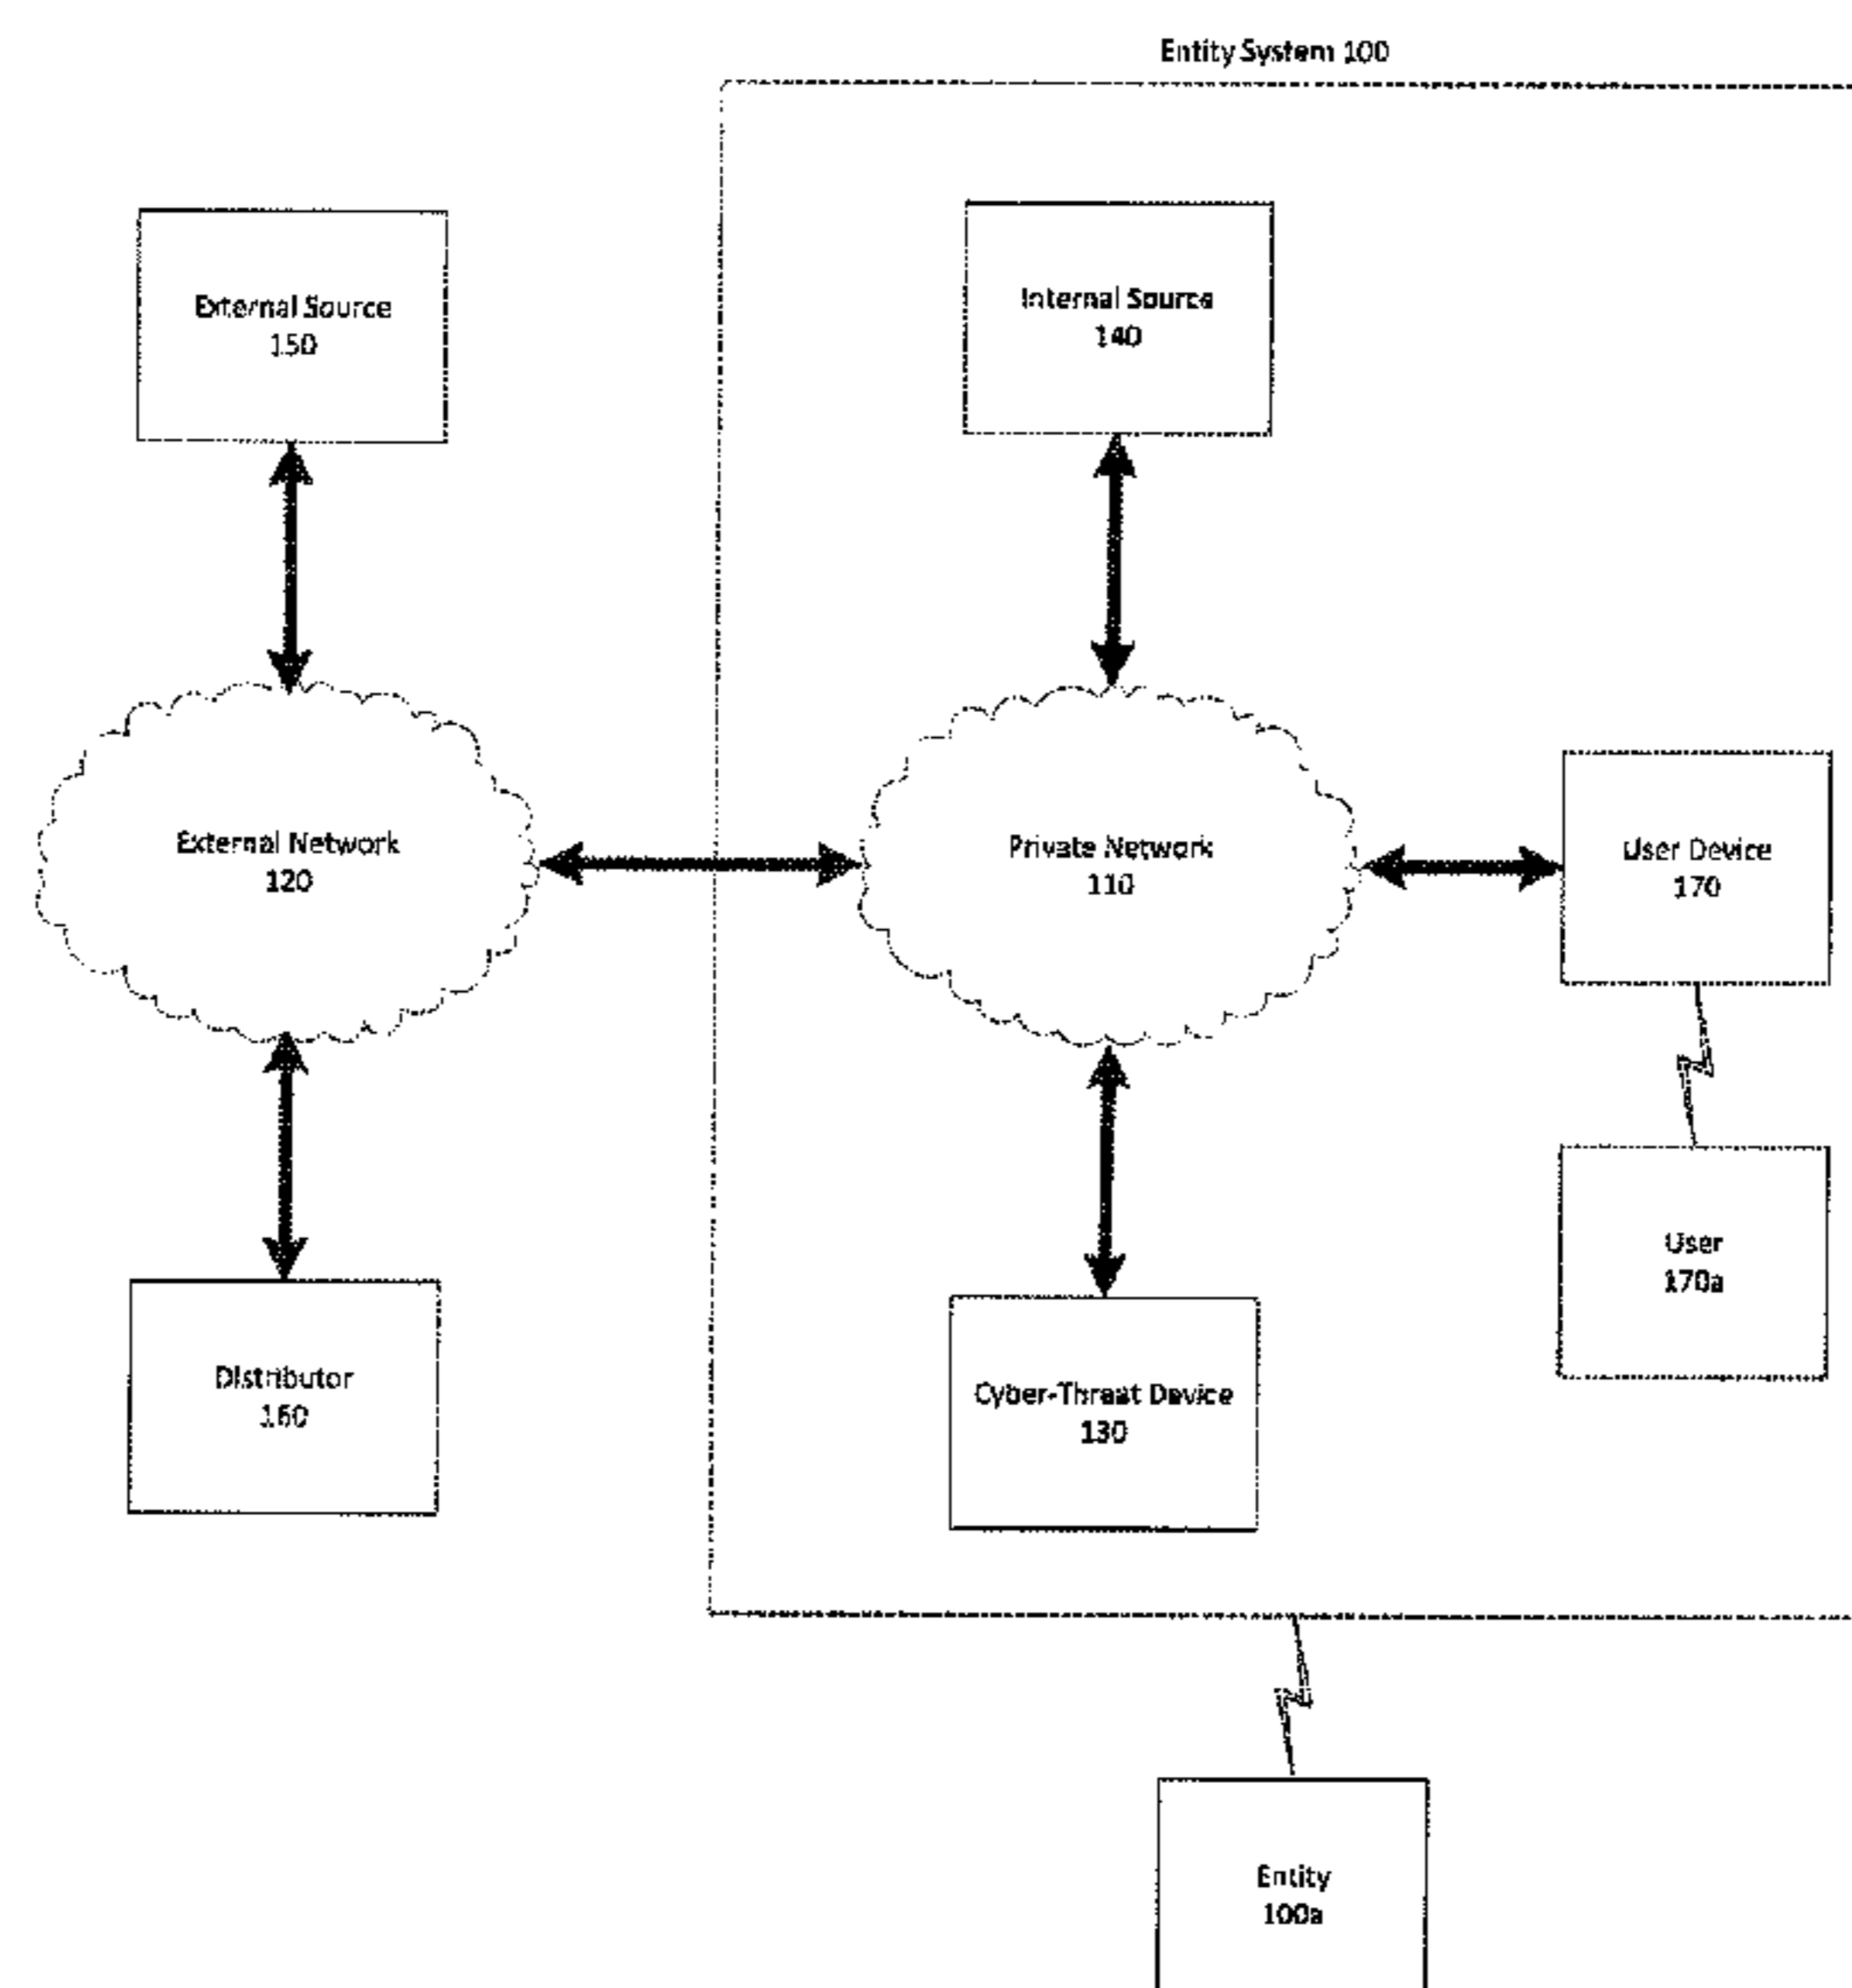 Entity System 100
External Source
150
Internal Source
140
External Network
120
Private Network
110
User Device
170
User
170a
Distributor
160
Cyber-Threat Device
130
Entity
100a